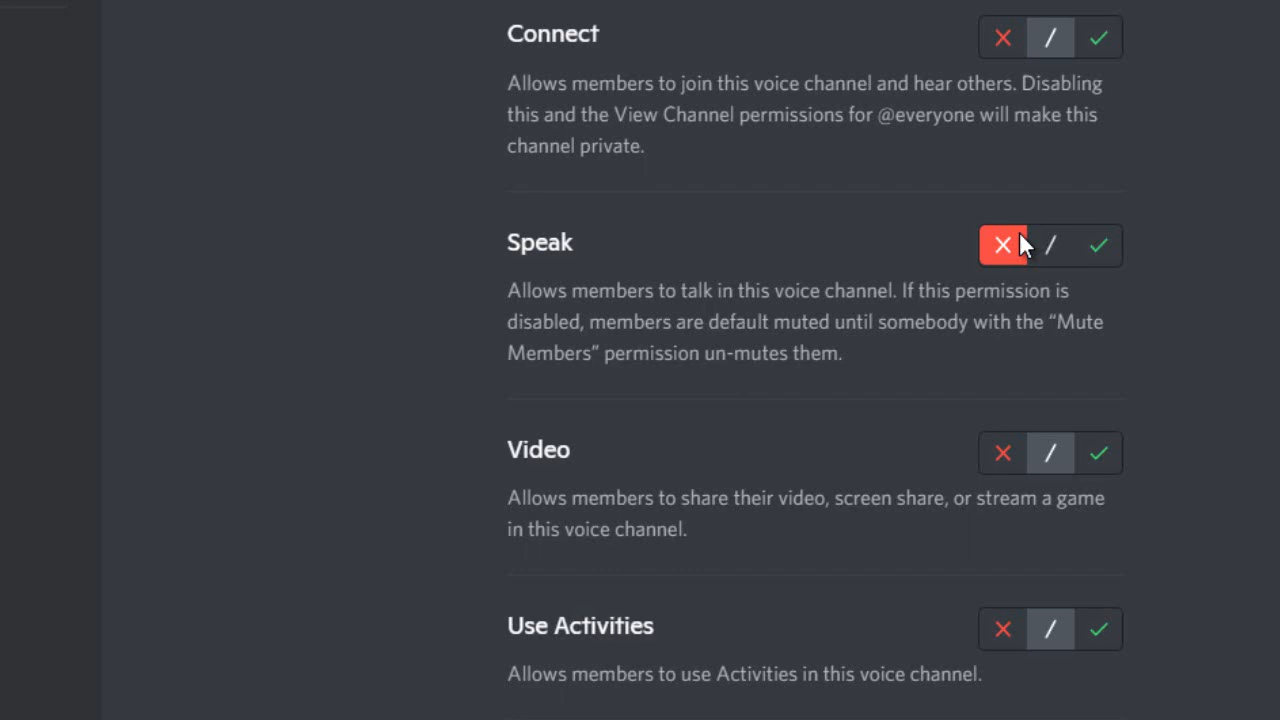 Connect
Allows members to join this voice channel and hear others. Disabling
this and the View Channel permissions for @everyone will make this
channel private.
Speak
Allows members to talk in this voice channel. If this permission is
disabled, members are default muted until somebody with the “Mute
Members” permission un-mutes them.
Video
Allows members to share their video, screen share, or stream a game
in this voice channel.
Use Activities
Allows members to use Activities in this voice channel.